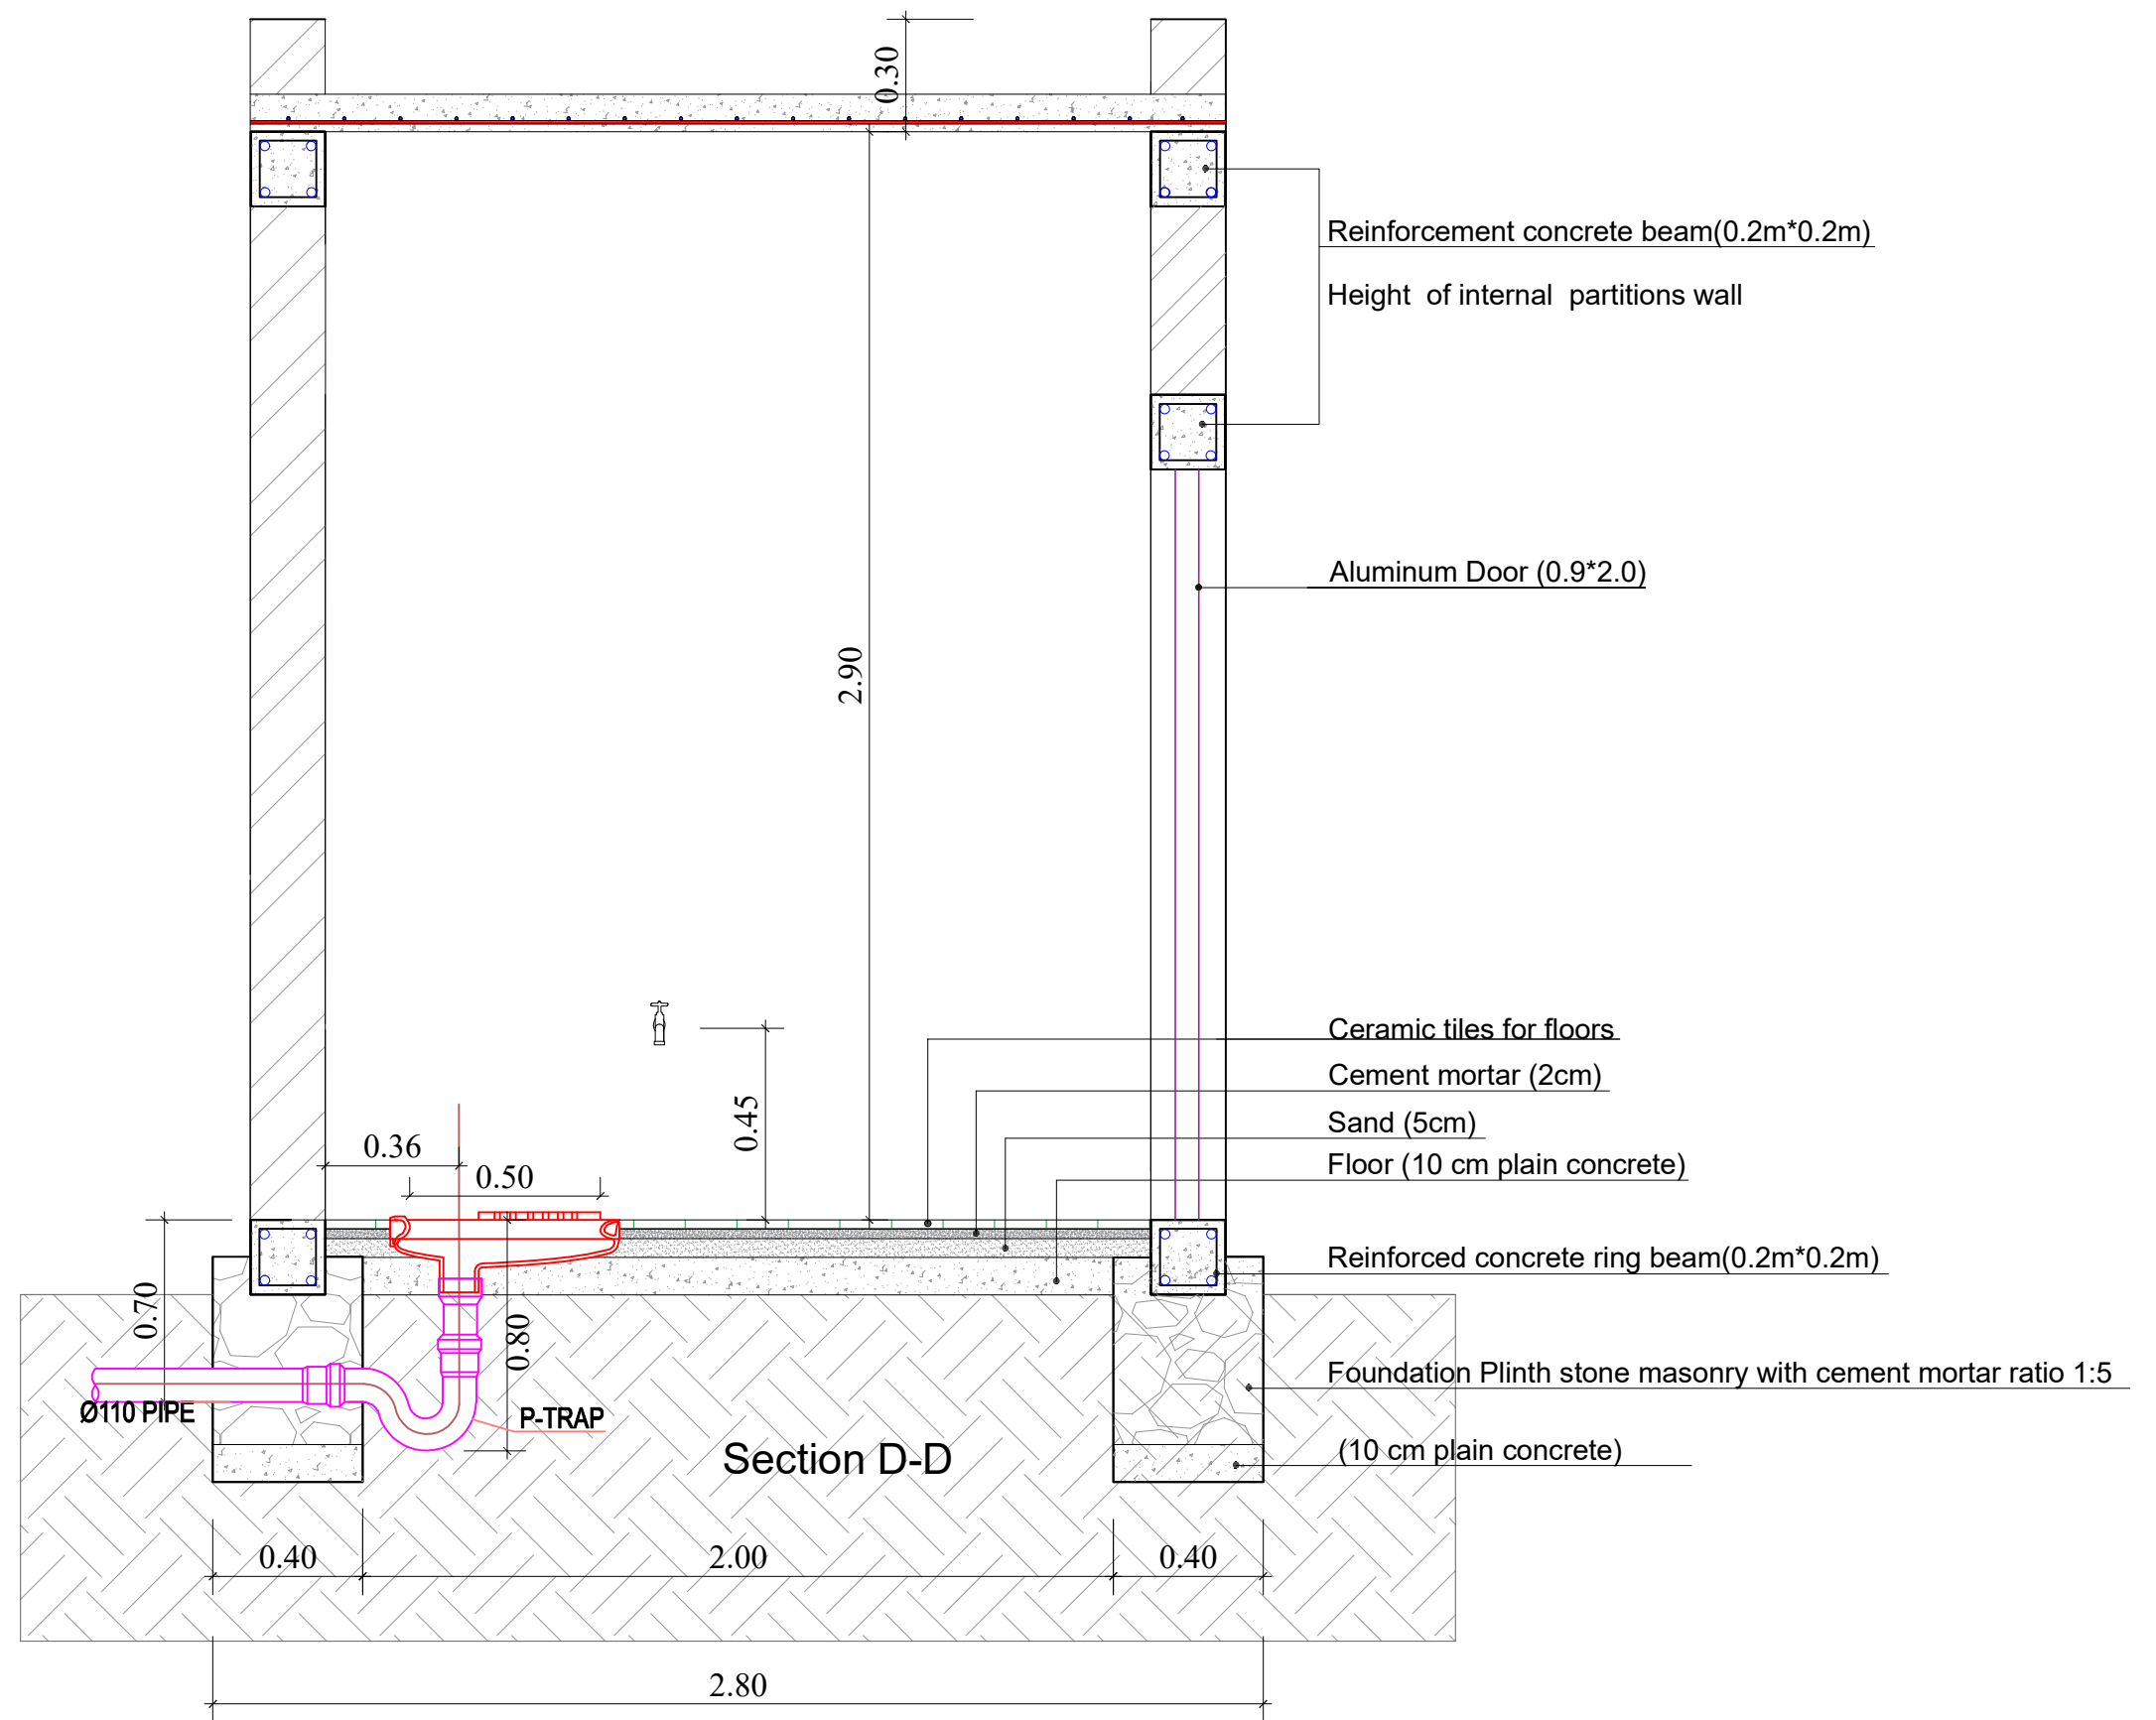 0.30
Reinforcement concrete beam(0.2m*0.2m)
Height of internal partitions wall
Aluminum Door (0.9*2.0)
2.90
Ceramic tiles for floors
Cement mortar (2cm)
0.45
Sand (5cm)
0.36
Floor (10 cm plain concrete)
0.50
Reinforced concrete ring beam(0.2m*0.2m)
0.70
0.80
Foundation Plinth stone masonry with cement mortar ratio 1:5
Ø110 PIPE
P-TRAP
(10 cm plain concrete)
Section D-D
0.40
2.00
0.40
2.80